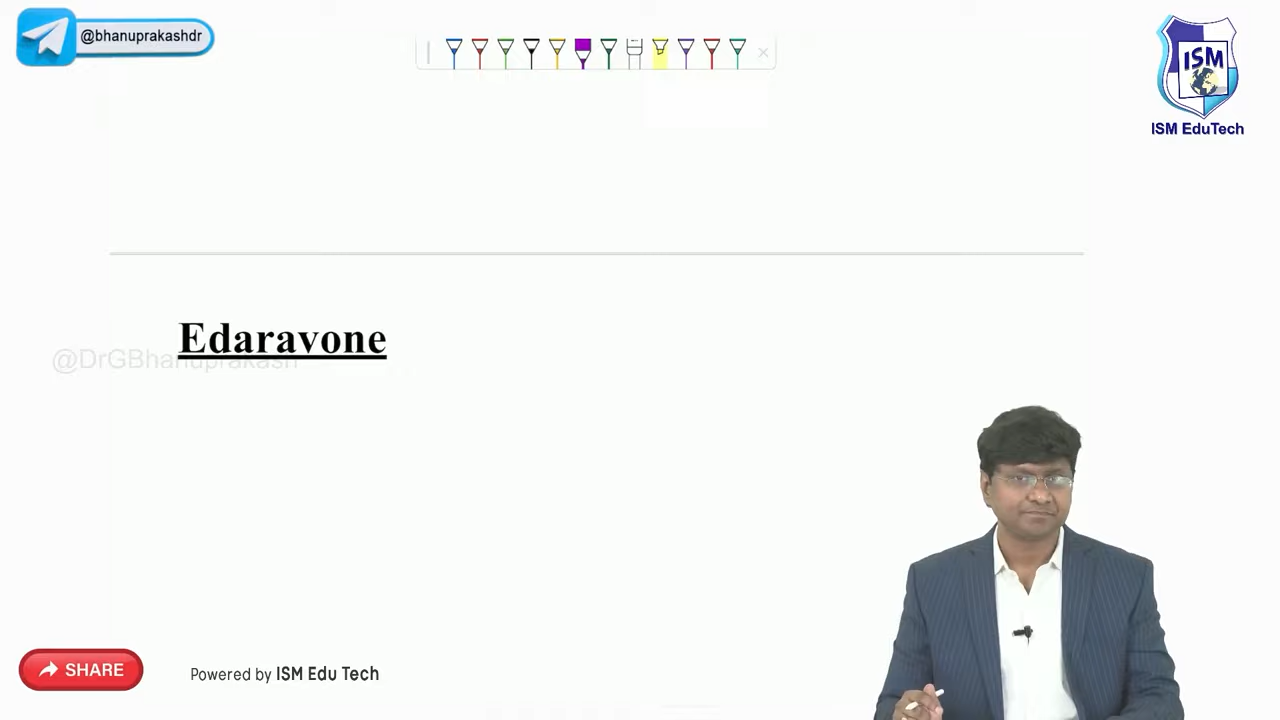 @bhanuprakashdr
ISM
ISM EduTech
Edaravone
@DrGBhanuprakash
SHARE
Powered by ISM Edu Tech